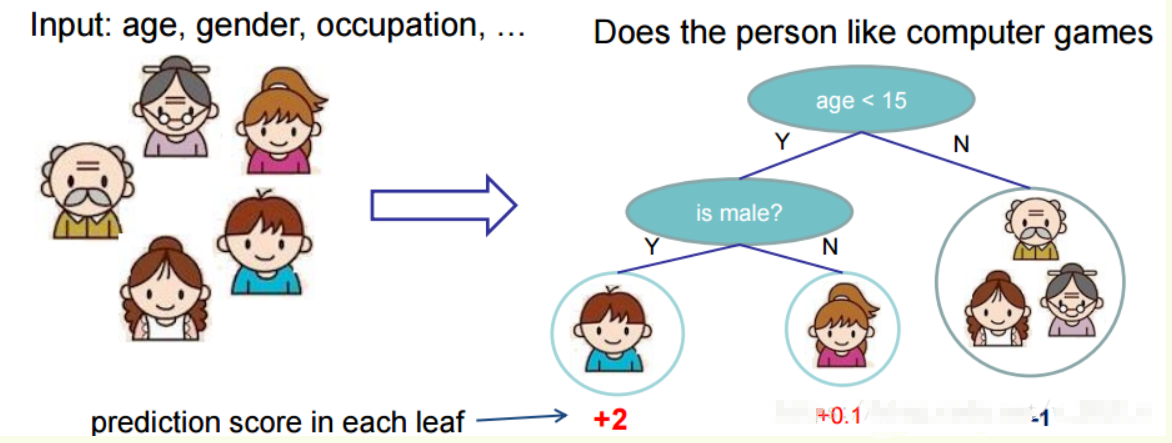 Input: age, gender, occupation, …
Does the person like computer games
age < 15
Y
N
is male?
Y
N
prediction score in each leaf
+2
+0.1
-1